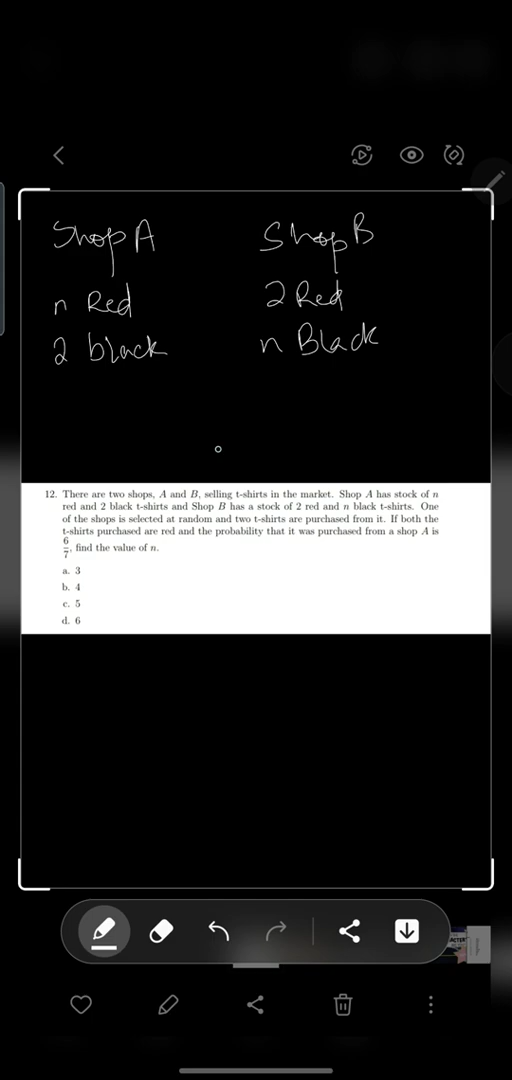 Shop A
Shop B
n Red
2 Red
2 black
n Black
12. There are two shops, A and B, selling t-shirts in the market. Shop A has stock of n
red and 2 black t-shirts and Shop B has a stock of 2 red and n black t-shirts. One
of the shops is selected at random and two t-shirts are purchased from it. If both the
t-shirts purchased are red and the probability that it was purchased from a shop A is
6/7, find the value of n.
a. 3
b. 4
c. 5
d. 6